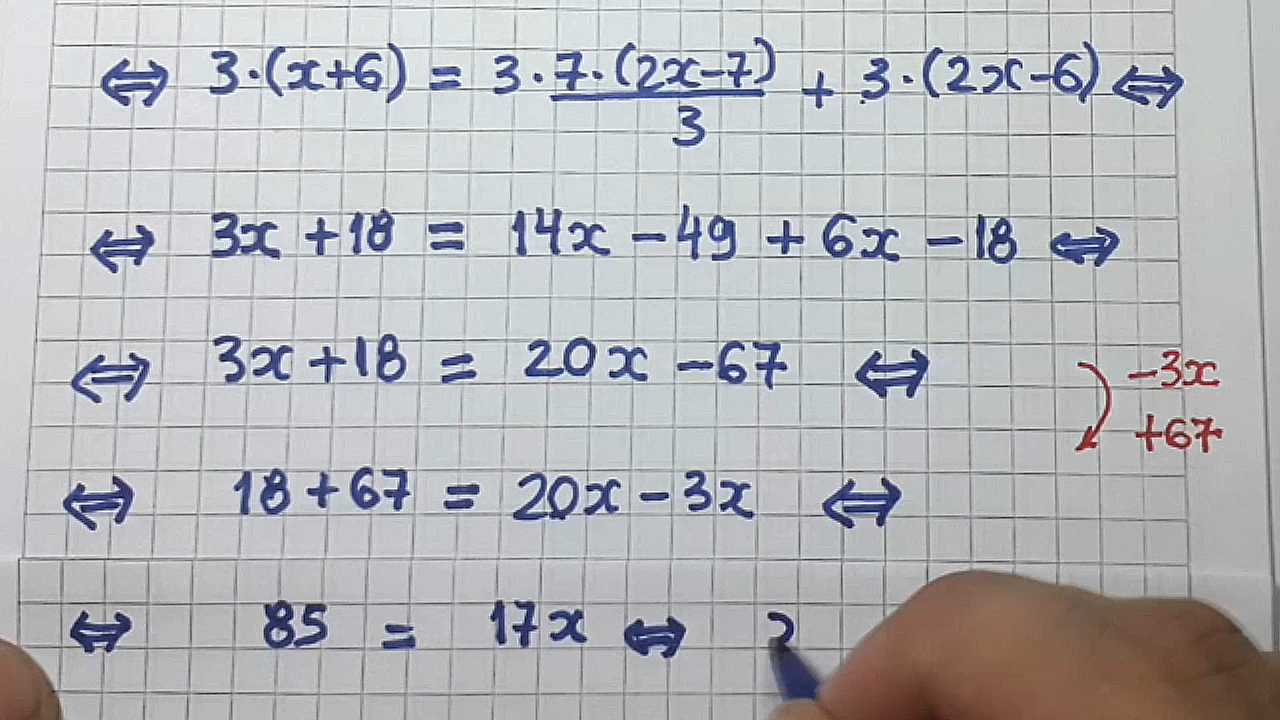 ⇔ 3·(x+6) = 3·7·(2x-7)/3 + 3·(2x-6) ⇔
⇔ 3x+18 = 14x-49+6x-18 ⇔
⇔ 3x+18 = 20x-67 ⇔
-3x
+67
⇔ 18+67 = 20x-3x ⇔
⇔ 85 = 17x ⇔